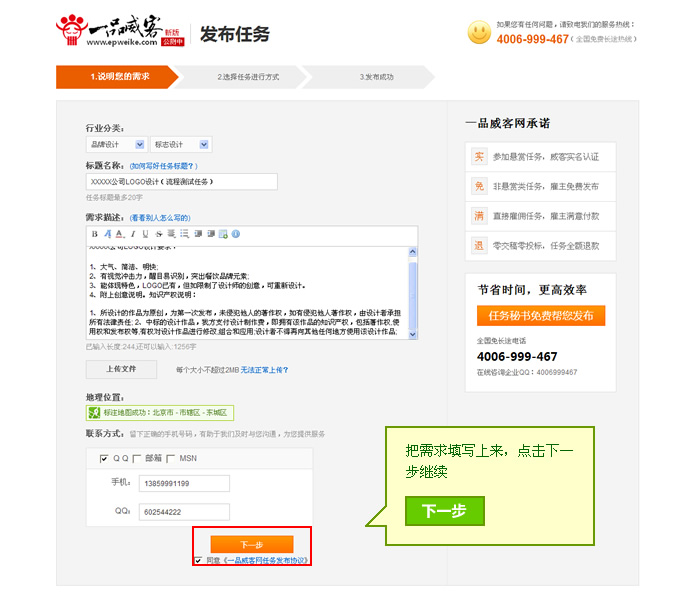 一品威客 新版
公测中
www.epweike.com
发布任务
如果您有任何问题，请致电我们的服务热线：
4006-999-467（全国免费长途热线）
1.说明您的需求
2.选择任务进行方式
3.发布成功
行业分类：
品牌设计 标志设计
标题名称：(如何写好任务标题？)
XXXXX公司LOGO设计（流程测试任务）
任务标题最多20字
需求描述：(看看别人怎么写的)
B A A I U S
XXXXX公司LOGO设计要求：
1、大气、简洁、明快;
2、有视觉冲击力，醒目易识别，突出餐饮品牌元素;
3、能体现特色，LOGO已有，但如限制了设计师的创意，可重新设计。
4、附上创意说明。知识产权说明：
1、所设计的作品为原创，为第一次发布，未侵犯他人的著作权，如有侵犯他人著作权，由设计者承担
所有法律责任; 2、中标的设计作品，我方支付设计制作费，即拥有该作品的知识产权，包括著作权,使
用权和发布权等,有权对设计作品进行修改,组合和应用;设计者不得再向其他任何地方使用该设计作品;
已输入长度:244,还可以输入:1256字
上传文件 每个大小不超过2MB 无法正常上传？
地理位置：
标注地图成功：北京市 - 市辖区 - 东城区
联系方式：留下正确的手机号码，有助于我们及时与您沟通，为您提供服务
Q Q 邮箱 MSN
手机： 13859991199
QQ： 602544222
下一步
同意《一品威客网任务发布协议》
一品威客网承诺
实 参加悬赏任务，威客实名认证
免 非悬赏类任务，雇主免费发布
满 直接雇佣任务，雇主满意付款
退 零交稿零投标，任务全额退款
节省时间，更高效率
任务秘书免费帮您发布
全国免长途电话
4006-999-467
在线咨询企业QQ：4006999467
把需求填写上来，点击下一
步继续
下一步